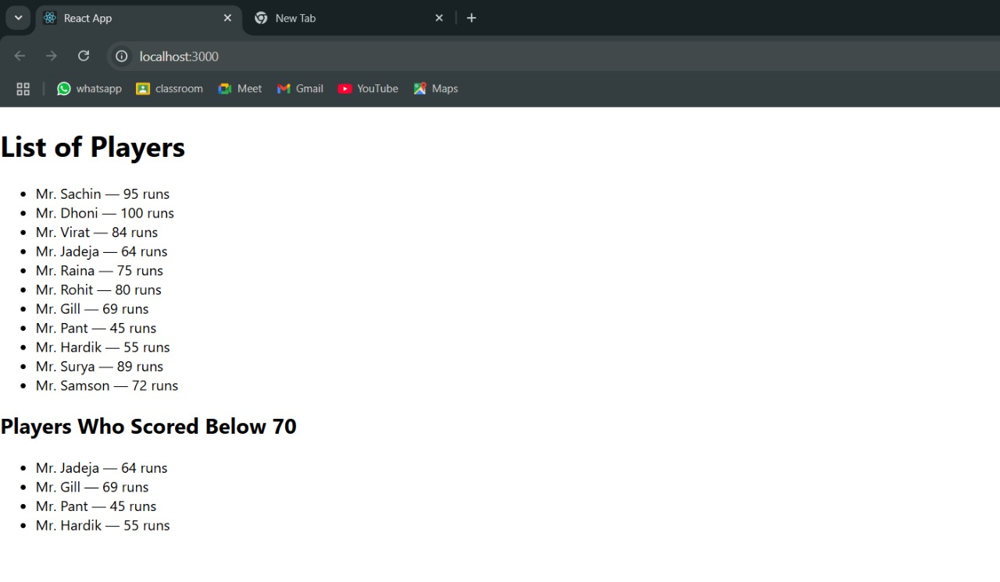 React App
New Tab
localhost:3000
whatsapp classroom Meet Gmail YouTube Maps
List of Players
• Mr. Sachin — 95 runs
• Mr. Dhoni — 100 runs
• Mr. Virat — 84 runs
• Mr. Jadeja — 64 runs
• Mr. Raina — 75 runs
• Mr. Rohit — 80 runs
• Mr. Gill — 69 runs
• Mr. Pant — 45 runs
• Mr. Hardik — 55 runs
• Mr. Surya — 89 runs
• Mr. Samson — 72 runs
Players Who Scored Below 70
• Mr. Jadeja — 64 runs
• Mr. Gill — 69 runs
• Mr. Pant — 45 runs
• Mr. Hardik — 55 runs